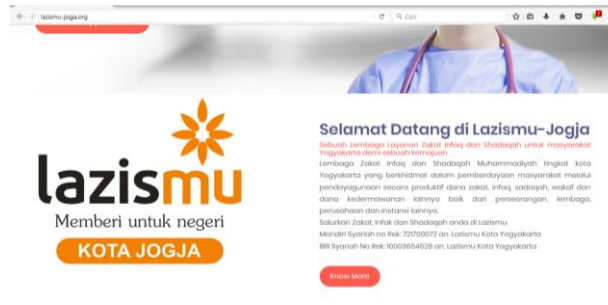 lazismu-jogja.org
Cari
lazismu
Memberi untuk negeri
KOTA JOGJA
Selamat Datang di Lazismu-Jogja
Sebuah Lembaga Layanan Zakat Infaq dan Shadaqah untuk masyarakat
Yogyakarta demi sebuah kemajuan
Lembaga Zakat Infaq dan Shadaqah Muhammadiyah tingkat kota
Yogyakarta yang berkhidmat dalam pemberdayaan masyarakat melalui
pendayagunaan secara produktif dana zakat, infaq, sadaqah, wakaf dan
dana kedermawanan lainnya baik dari perseorangan, lembaga,
perusahaan dan instansi lainnya.
Salurkan Zakat, Infak dan Shadaqah anda di Lazismu
Mandiri Syariah no Rek: 721700072 an. Lazismu Kota Yogyakarta
BRI Syariah No Rek: 10003654528 an. Lazismu Kota Yogyakarta
Know More